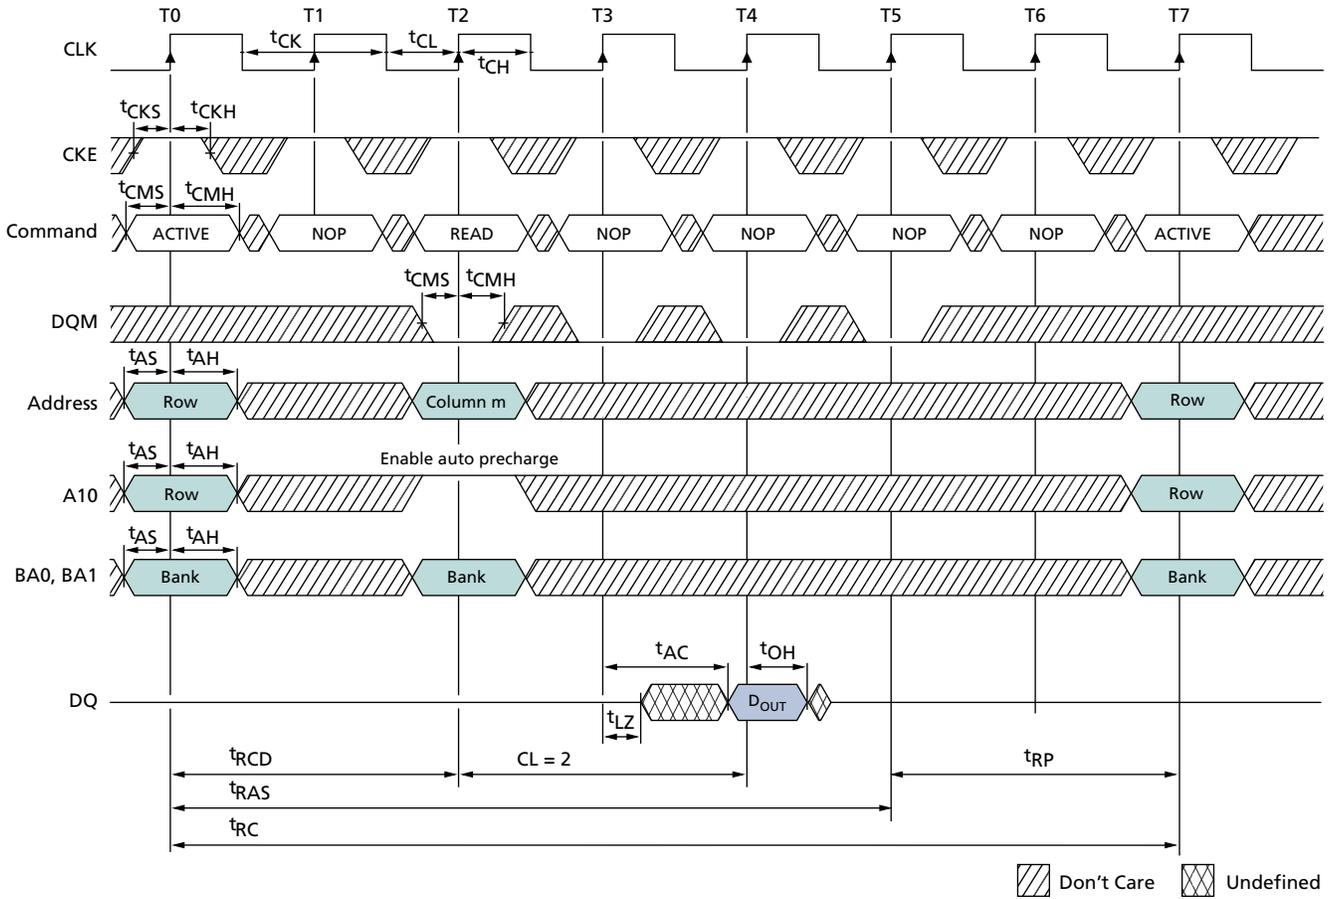 T0 T1 T2 T3 T4 T5 T6 T7
CLK
tCK tCL
tCH
tCKS tCKH
CKE
tCMS tCMH
Command ACTIVE NOP READ NOP NOP NOP NOP ACTIVE
tCMS tCMH
DQM
tAS tAH
Address Row Column m Row
tAS tAH
Enable auto precharge
A10 Row Row
tAS tAH
BA0, BA1 Bank Bank Bank
tAC tOH
DQ DOUT
tLZ
tRCD CL = 2 tRP
tRAS
tRC
Don't Care Undefined